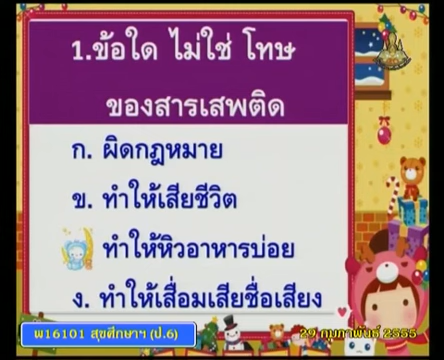 1.ข้อใด ไม่ใช่ โทษ
ของสารเสพติด
ก. ผิดกฎหมาย
ข. ทำให้เสียชีวิต
ทำให้หิวอาหารบ่อย
ง. ทำให้เสื่อมเสียชื่อเสียง
พ16101 สุขศึกษาฯ (ป.6)
29 กุมภาพันธ์ 2555